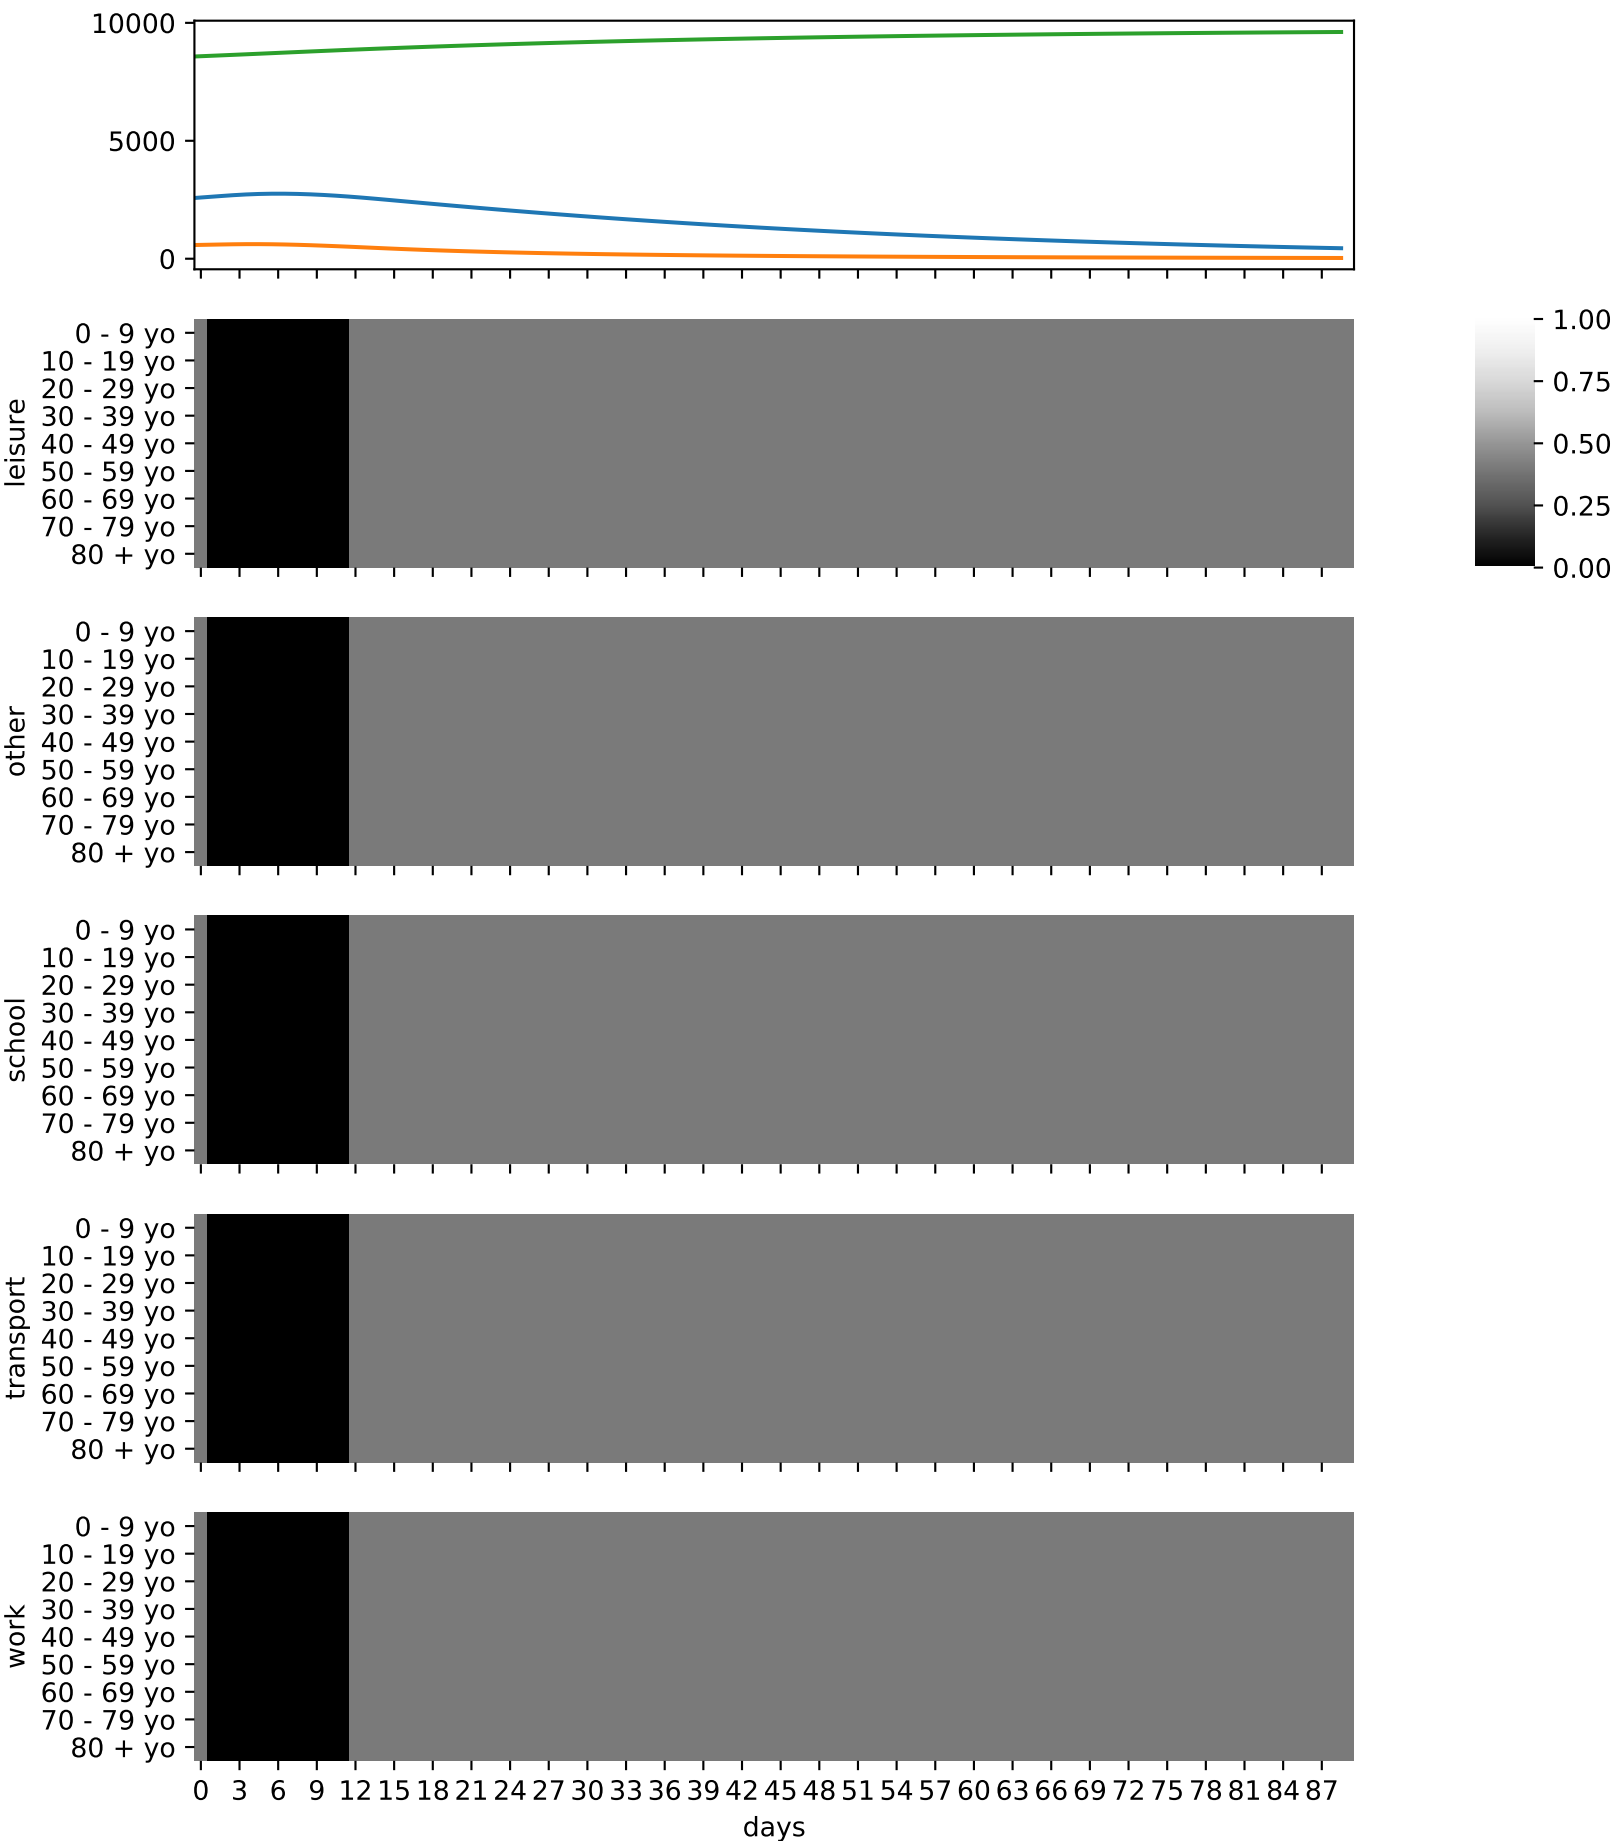 10000
5000
0
leisure
0 - 9 yo
10 - 19 yo
20 - 29 yo
30 - 39 yo
40 - 49 yo
50 - 59 yo
60 - 69 yo
70 - 79 yo
80 + yo
1.00
0.75
0.50
0.25
0.00
other
0 - 9 yo
10 - 19 yo
20 - 29 yo
30 - 39 yo
40 - 49 yo
50 - 59 yo
60 - 69 yo
70 - 79 yo
80 + yo
school
0 - 9 yo
10 - 19 yo
20 - 29 yo
30 - 39 yo
40 - 49 yo
50 - 59 yo
60 - 69 yo
70 - 79 yo
80 + yo
transport
0 - 9 yo
10 - 19 yo
20 - 29 yo
30 - 39 yo
40 - 49 yo
50 - 59 yo
60 - 69 yo
70 - 79 yo
80 + yo
work
0 - 9 yo
10 - 19 yo
20 - 29 yo
30 - 39 yo
40 - 49 yo
50 - 59 yo
60 - 69 yo
70 - 79 yo
80 + yo
0 3 6 9 12 15 18 21 24 27 30 33 36 39 42 45 48 51 54 57 60 63 66 69 72 75 78 81 84 87
days